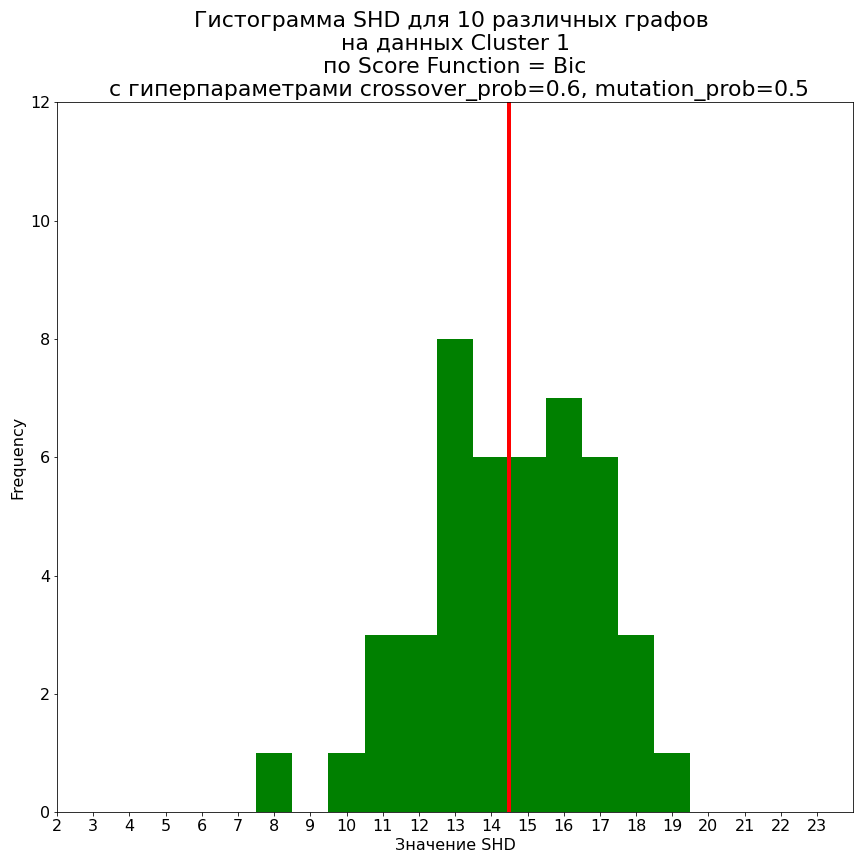 Гистограмма SHD для 10 различных графов
на данных Cluster 1
по Score Function = Bic
с гиперпараметрами crossover_prob=0.6, mutation_prob=0.5
12
10
8
6
4
2
0
Frequency
2 3 4 5 6 7 8 9 10 11 12 13 14 15 16 17 18 19 20 21 22 23
Значение SHD